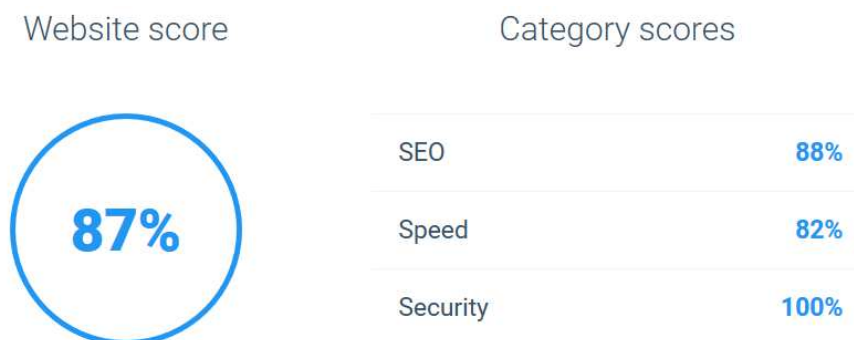 Website score
Category scores
87%
SEO 88%
Speed 82%
Security 100%